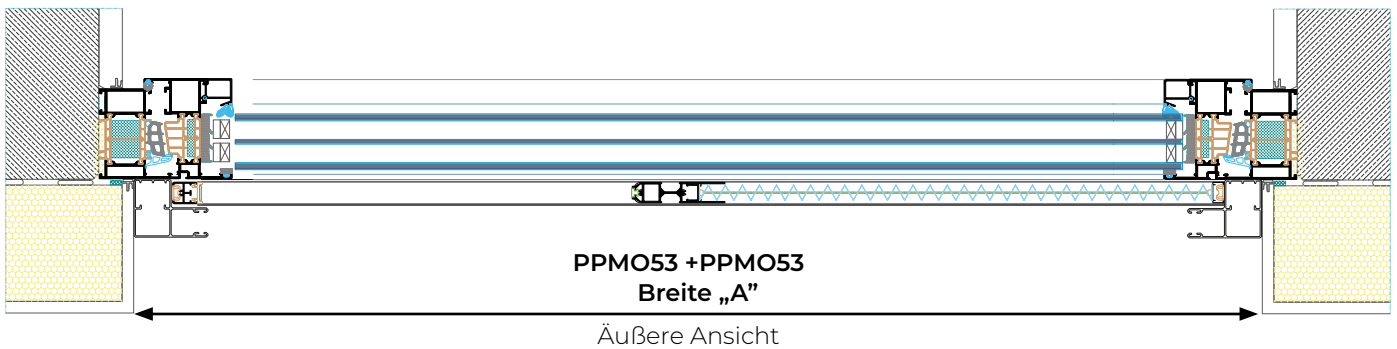 PPMO53 +PPMO53
Breite „A”
Äußere Ansicht